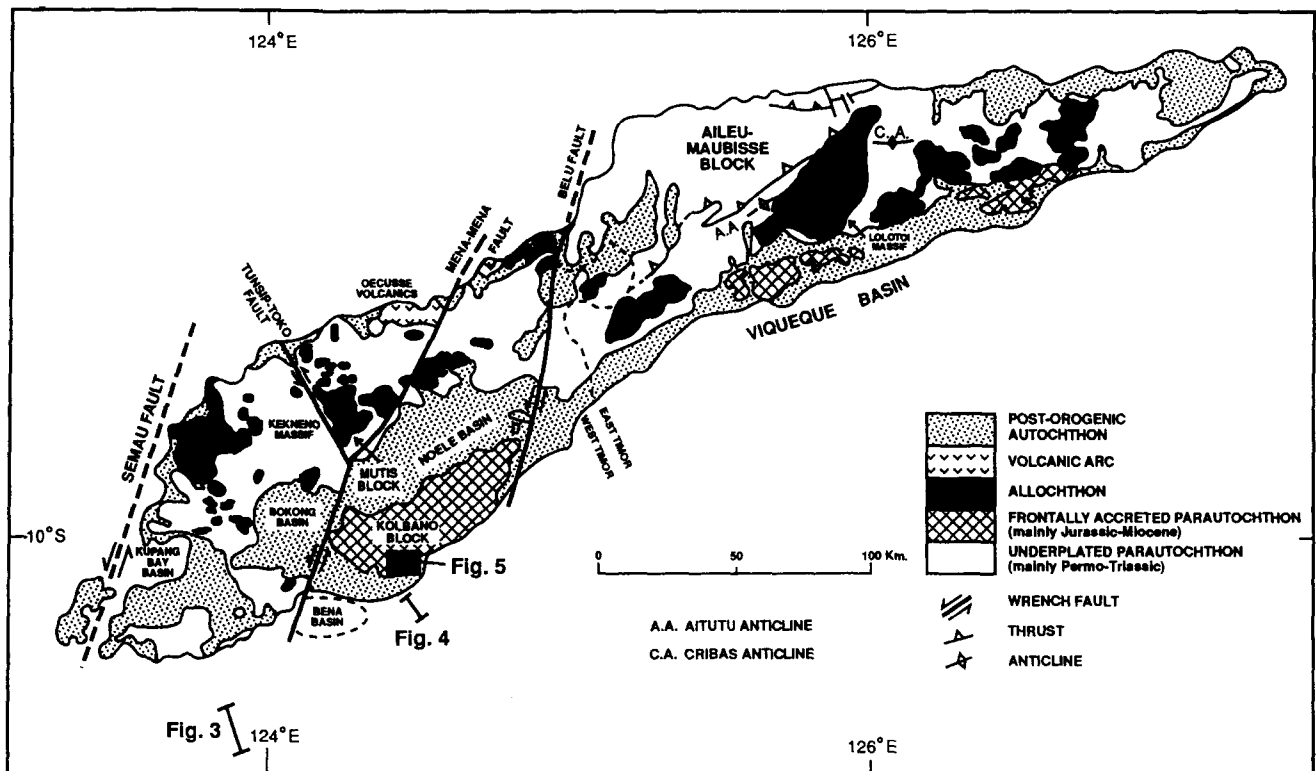 124°E
126°E
AILEU-
MAUBISSE
BLOCK
C. A.
BELU FAULT
A.A
LOLOTOI
MASSIF
MENA-MENA
FAULT
OECUSSE
VOLCANICS
TUNSIP-TOKO
FAULT
VIQUEQUE BASIN
SEMAU FAULT
KEKNENO
MASSIF
EAST TIMOR
WEST TIMOR
NOELE BASIN
MUTIS
BLOCK
BOKONG
BASIN
KOLBANO
BLOCK
10°S
KUPANG
BAY
BASIN
Fig. 5
BENA
BASIN
Fig. 4
0 50 100 Km.
POST-OROGENIC
AUTOCHTHON
VOLCANIC ARC
ALLOCHTHON
FRONTALLY ACCRETED PARAUTOCHTHON
(mainly Jurassic-Miocene)
UNDERPLATED PARAUTOCHTHON
(mainly Permo-Triassic)
WRENCH FAULT
THRUST
ANTICLINE
A.A. AITUTU ANTICLINE
C.A. CRIBAS ANTICLINE
Fig. 3
124°E
126°E